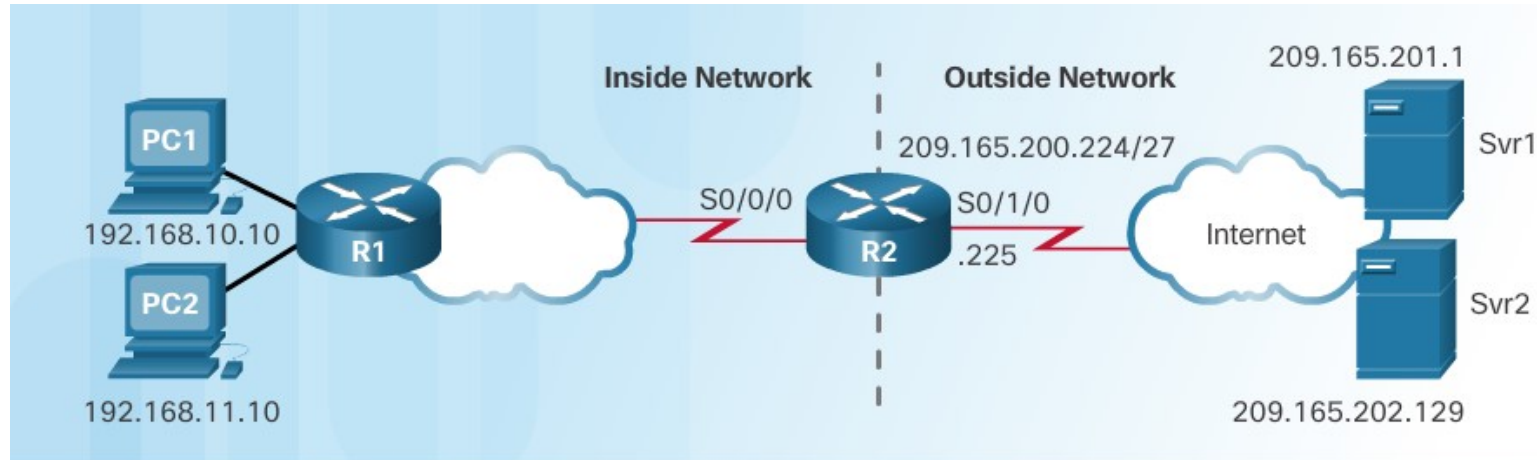 209.165.201.1
Inside Network
Outside Network
PC1
Svr1
209.165.200.224/27
S0/0/0
S0/1/0
192.168.10.10
R1
R2
.225
Internet
PC2
Svr2
192.168.11.10
209.165.202.129